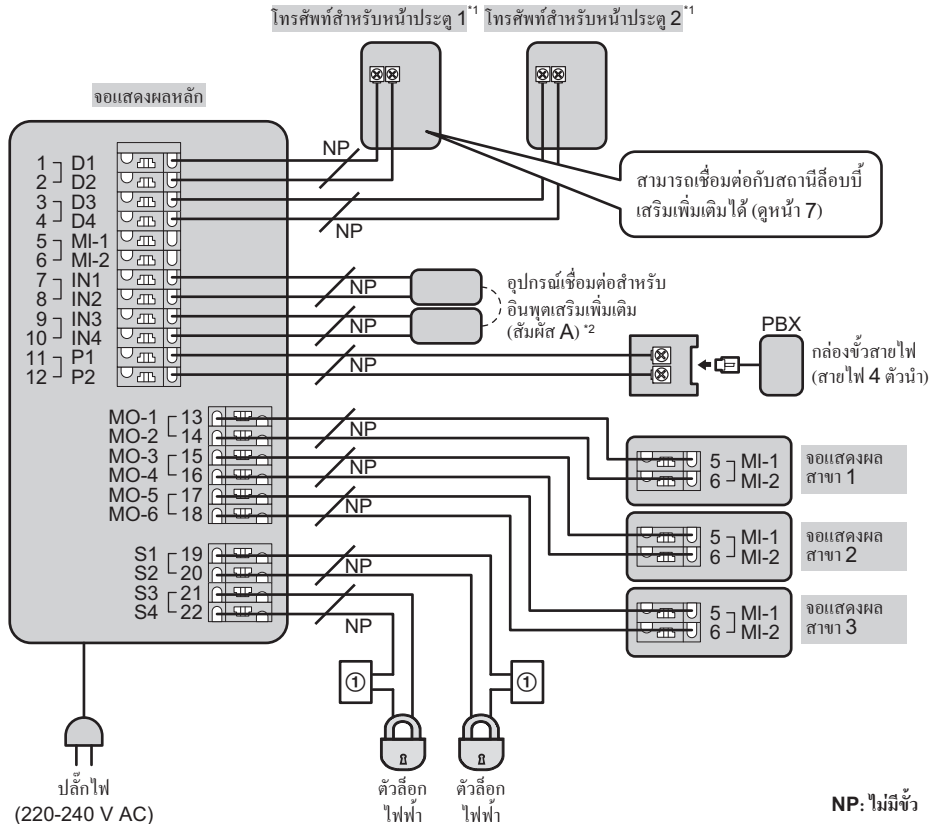 โทรศัพท์สำหรับหน้าประตู 1*1 โทรศัพท์สำหรับหน้าประตู 2*1
จอแสดงผลหลัก
NP
1 D1
2 D2
3 D3
4 D4
NP
5 MI-1
6 MI-2
7 IN1
8 IN2
9 IN3
10 IN4
11 P1
12 P2
สามารถเชื่อมต่อกับสถานีล็อบบี้
เสริมเพิ่มเติมได้ (ดูหน้า 7)
NP
NP
NP
อุปกรณ์เชื่อมต่อสำหรับ
อินพุตเสริมเพิ่มเติม
(สัมผัส A) *2
PBX
กล่องขั้วสายไฟ
(สายไฟ 4 ตัวนำ)
MO-1 13
MO-2 14
MO-3 15
MO-4 16
MO-5 17
MO-6 18
NP
NP
NP
5 MI-1
6 MI-2
จอแสดงผล
สาขา 1
5 MI-1
6 MI-2
จอแสดงผล
สาขา 2
5 MI-1
6 MI-2
จอแสดงผล
สาขา 3
S1 19
S2 20
S3 21
S4 22
NP
NP
①
①
ปลั๊กไฟ
(220-240 V AC)
ตัวล็อก
ไฟฟ้า
ตัวล็อก
ไฟฟ้า
NP: ไม่มีขั้ว